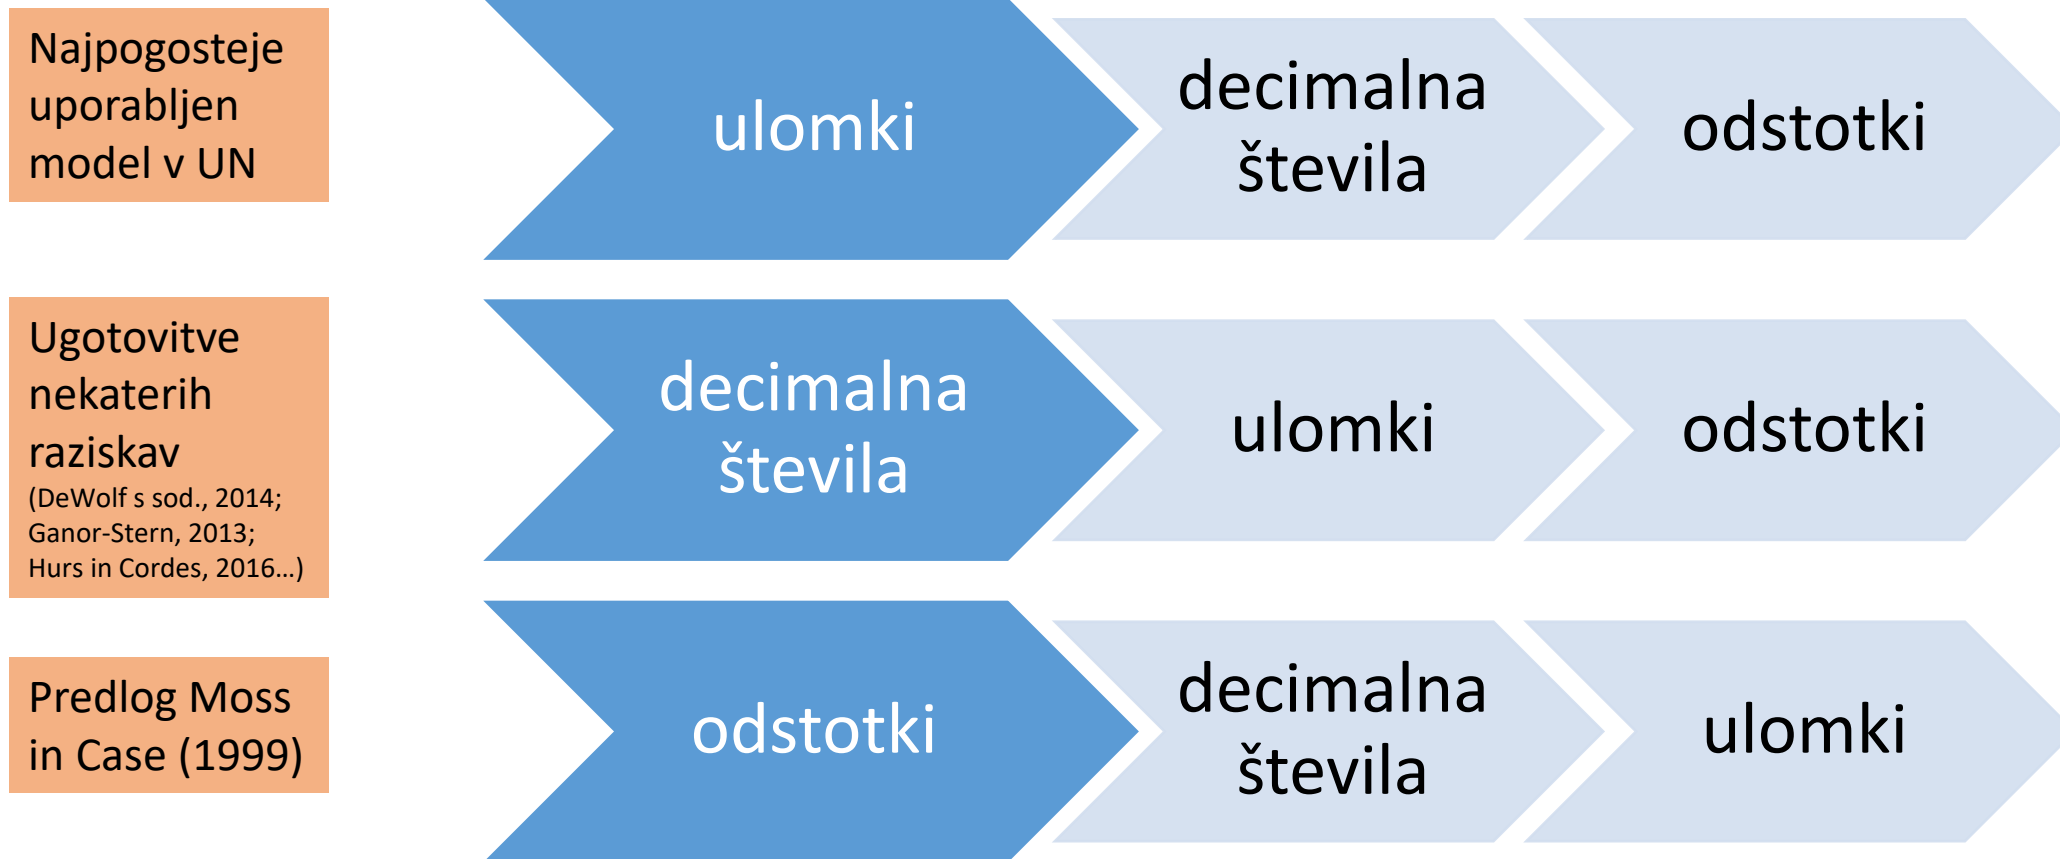 Najpogosteje
uporabljen
model v UN
ulomki
decimalna
števila
odstotki
Ugotovitve
nekaterih
raziskav
(DeWolf s sod., 2014;
Ganor-Stern, 2013;
Hurs in Cordes, 2016…)
decimalna
števila
ulomki
odstotki
Predlog Moss
in Case (1999)
odstotki
decimalna
števila
ulomki